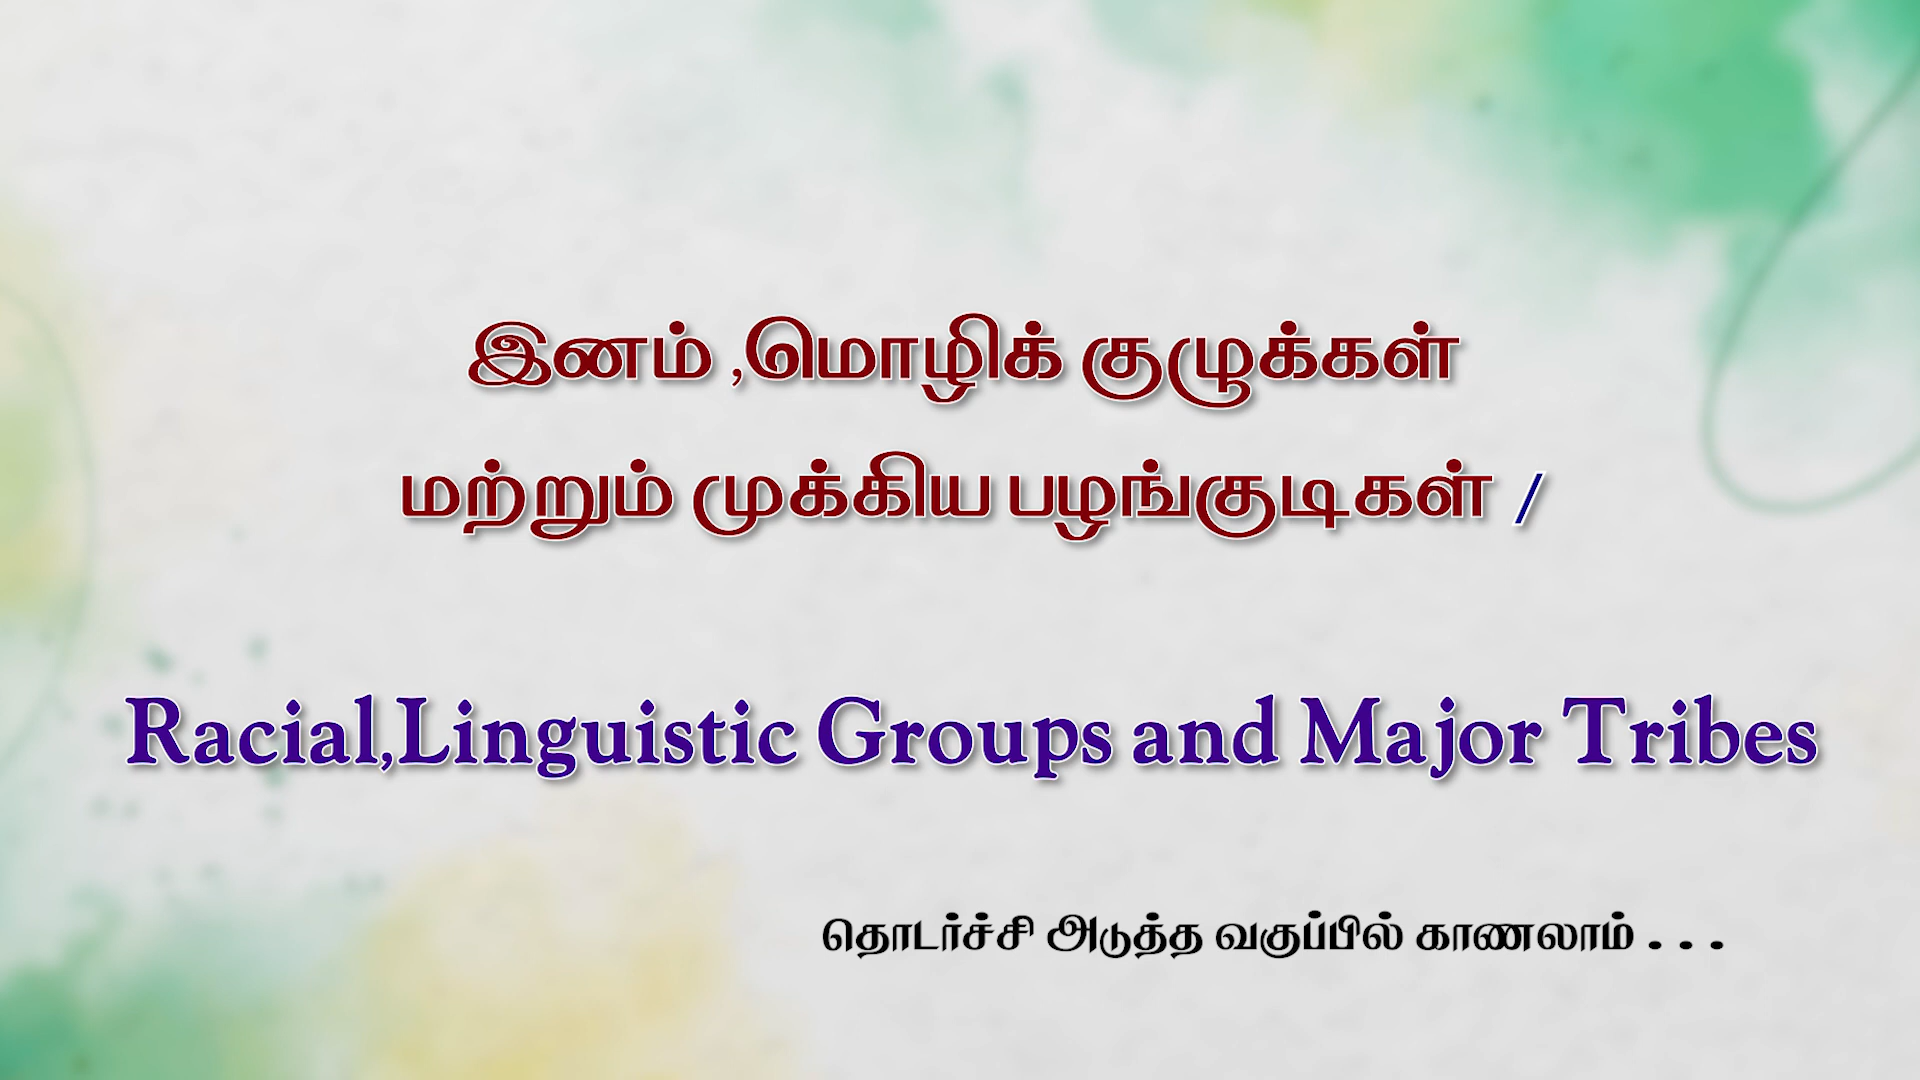 இனம் ,மொழிக் குழுக்கள்
மற்றும் முக்கிய பழங்குடிகள் /
Racial,Linguistic Groups and Major Tribes
தொடர்ச்சி அடுத்த வகுப்பில் காணலாம் . . .